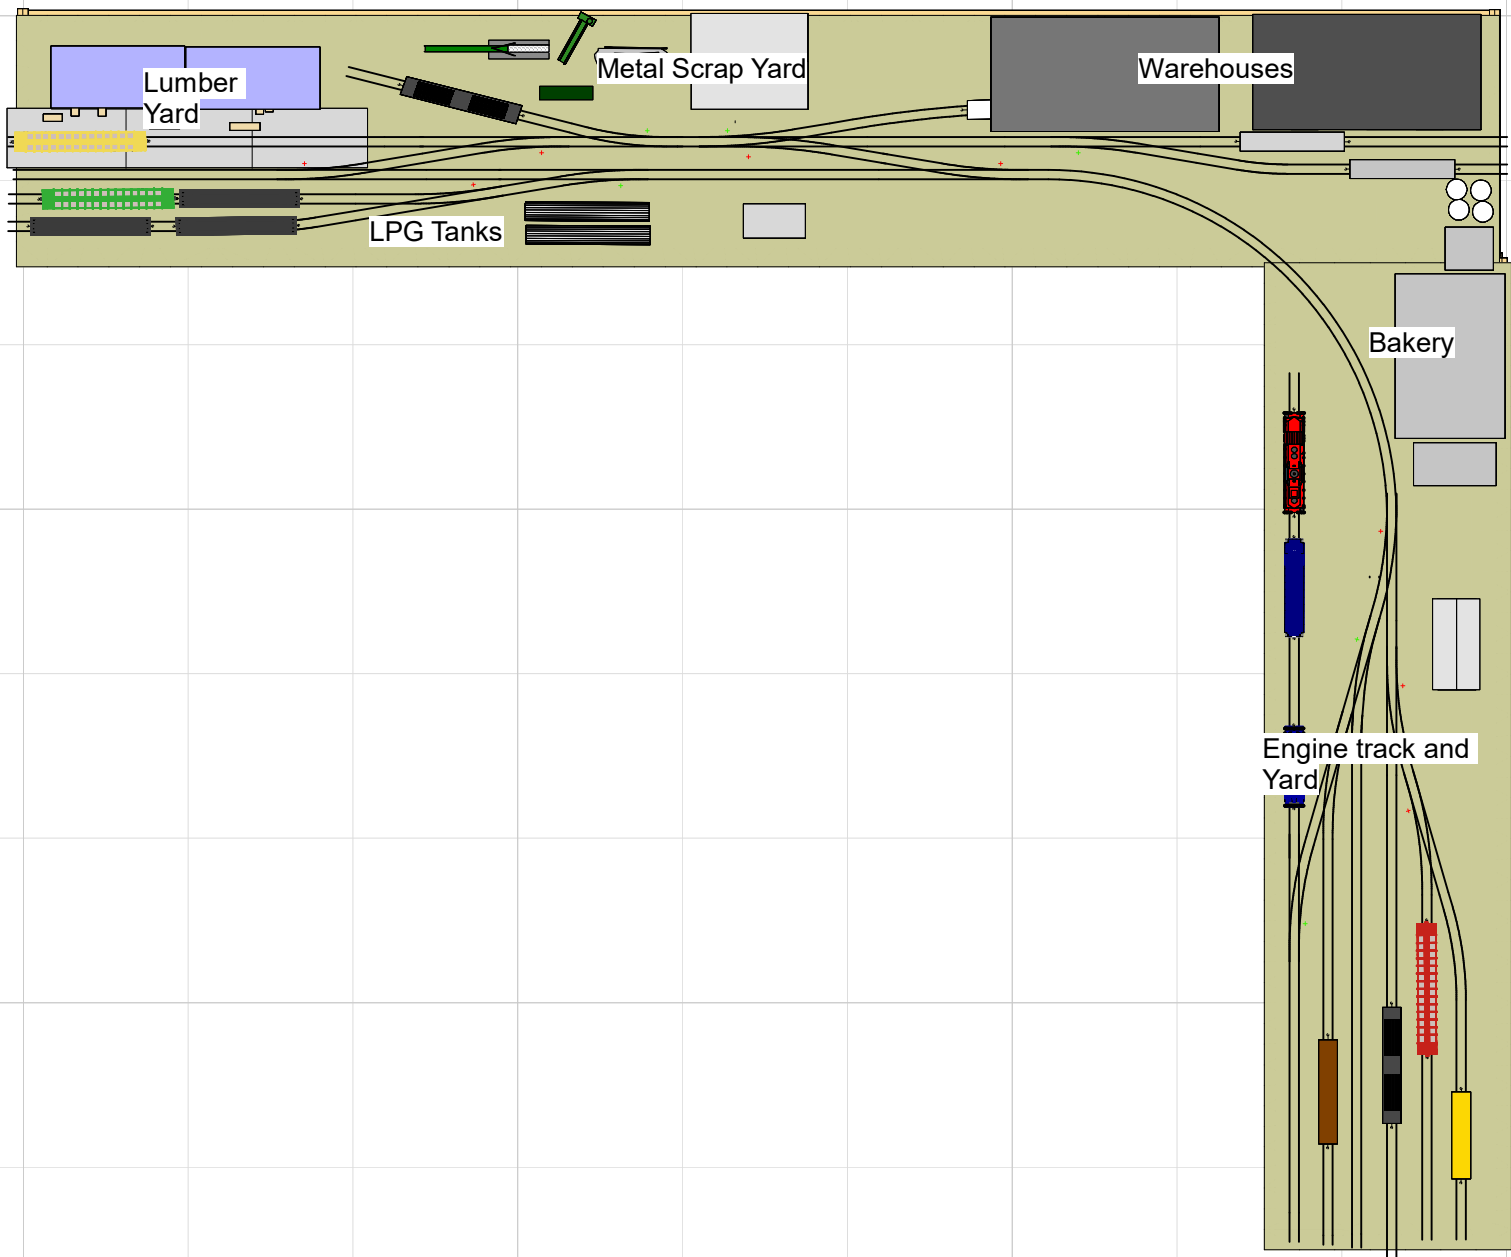 Lumber
Yard
Metal Scrap Yard
Warehouses
LPG Tanks
Bakery
Engine track and
Yard